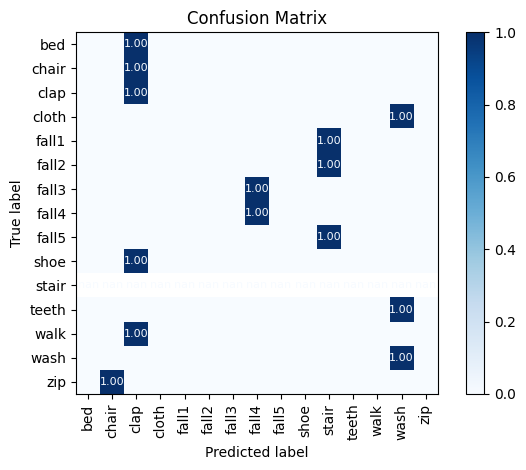 Confusion Matrix
True label
bed 1.00
chair 1.00
clap 1.00
cloth 1.00
fall1 1.00
fall2 1.00
fall3 1.00
fall4 1.00
fall5 1.00
shoe 1.00
stair
teeth 1.00
walk 1.00
wash 1.00
zip 1.00
bed chair clap cloth fall1 fall2 fall3 fall4 fall5 shoe stair teeth walk wash zip
Predicted label
1.0
0.8
0.6
0.4
0.2
0.0